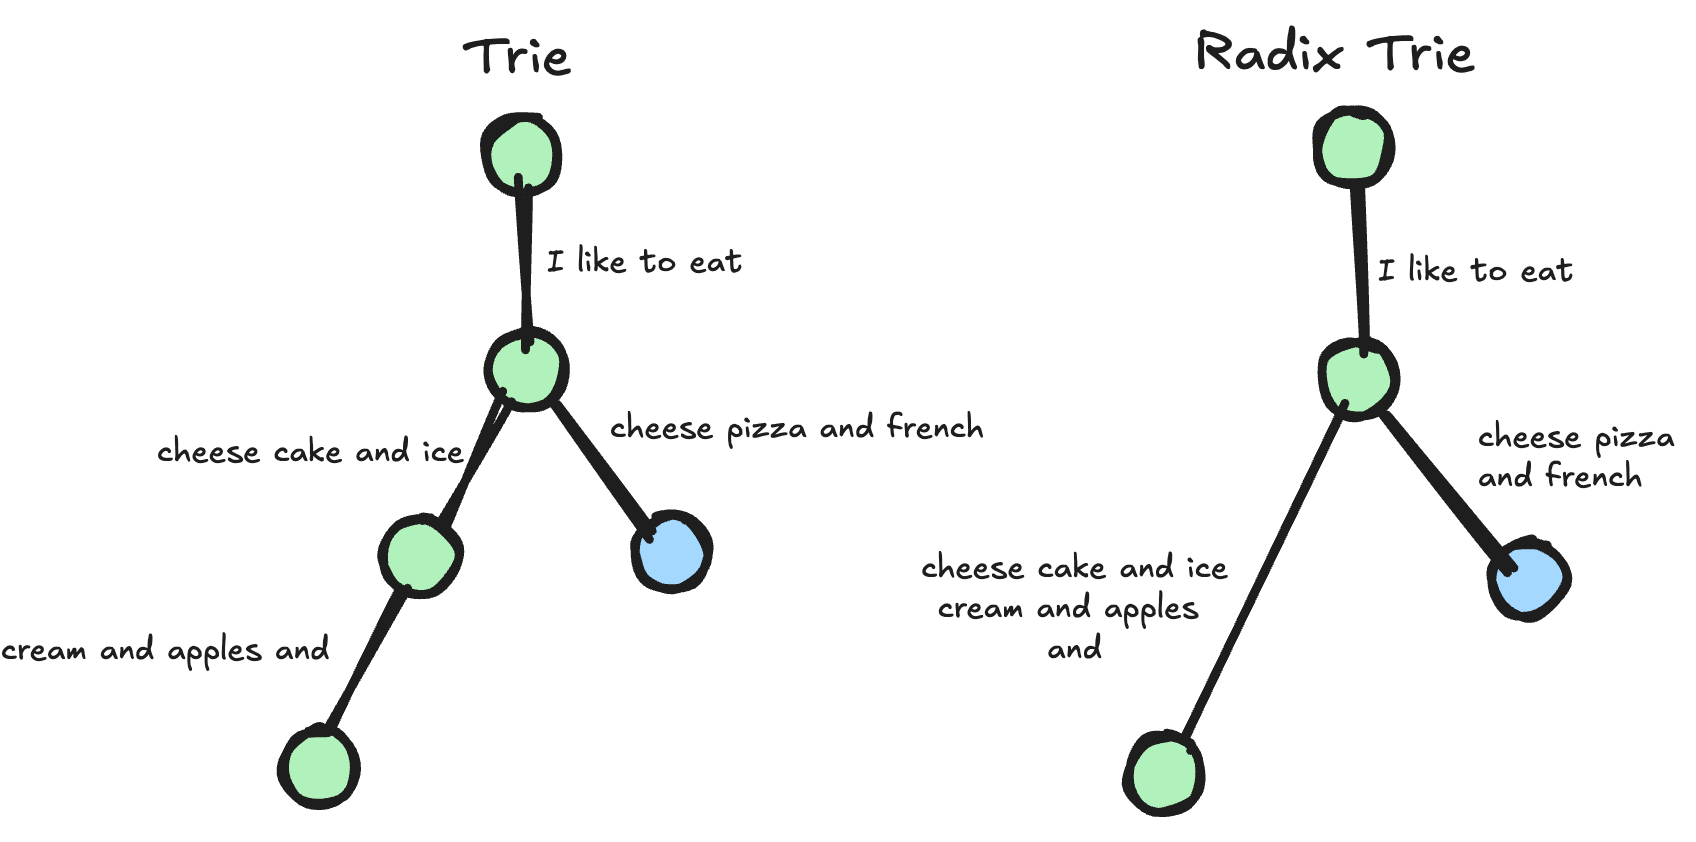 Trie
I like to eat
cheese cake and ice
cheese pizza and french
cream and apples and
Radix Trie
I like to eat
cheese pizza
and french
cheese cake and ice
cream and apples
and